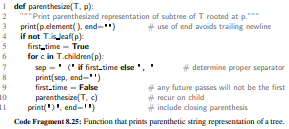 1 def parenthesize(T, p):
2 """Print parenthesized representation of subtree of T rooted at p."""
3 print(p.element(), end='') # use of end avoids trailing newline
4 if not T.is_leaf(p):
5 first_time = True
6 for c in T.children(p):
7 sep = ' (' if first_time else ', ' # determine proper separator
8 print(sep, end='')
9 first_time = False # any future passes will not be the first
10 parenthesize(T, c) # recur on child
11 print(')', end='') # include closing parenthesis
Code Fragment 8.25: Function that prints parenthetic string representation of a tree.